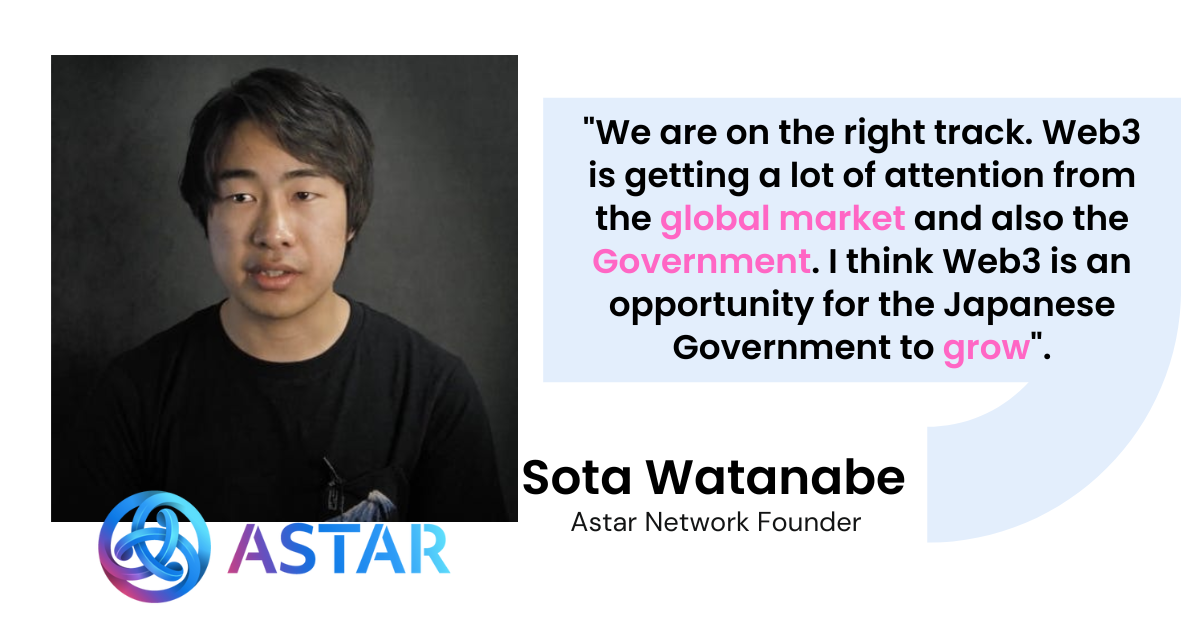 "We are on the right track. Web3
is getting a lot of attention from
the global market and also the
Government. I think Web3 is an
opportunity for the Japanese
Government to grow".
Sota Watanabe
Astar Network Founder
ASTAR